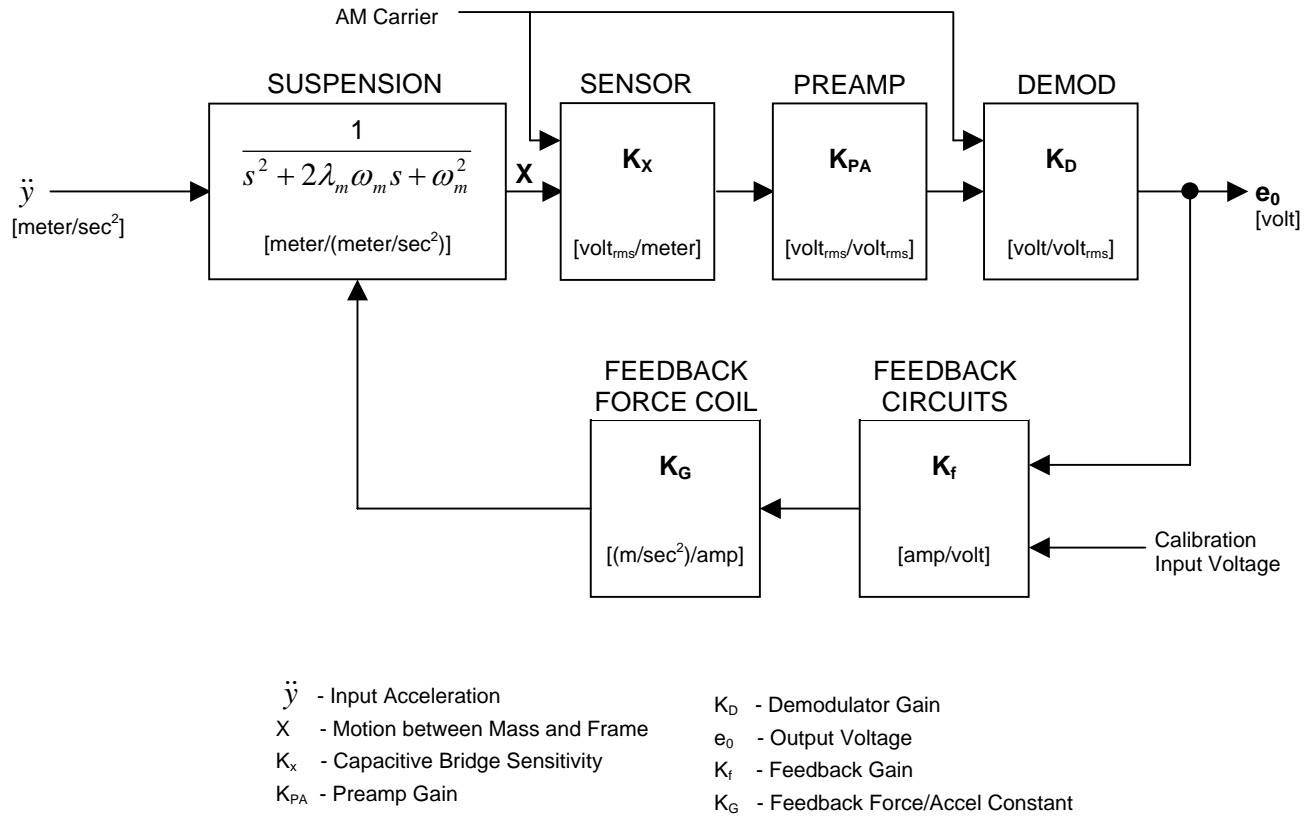 AM Carrier
SUSPENSION
SENSOR
PREAMP
DEMOD
1
s² + 2λₘωₘs + ωₘ²
[meter/(meter/sec²)]
ÿ
[meter/sec²]
X
K_X
[volt_rms/meter]
K_PA
[volt_rms/volt_rms]
K_D
[volt/volt_rms]
e₀
[volt]
FEEDBACK
FORCE COIL
K_G
[(m/sec²)/amp]
FEEDBACK
CIRCUITS
K_f
[amp/volt]
Calibration
Input Voltage
ÿ - Input Acceleration
X - Motion between Mass and Frame
K_x - Capacitive Bridge Sensitivity
K_PA - Preamp Gain
K_D - Demodulator Gain
e₀ - Output Voltage
K_f - Feedback Gain
K_G - Feedback Force/Accel Constant